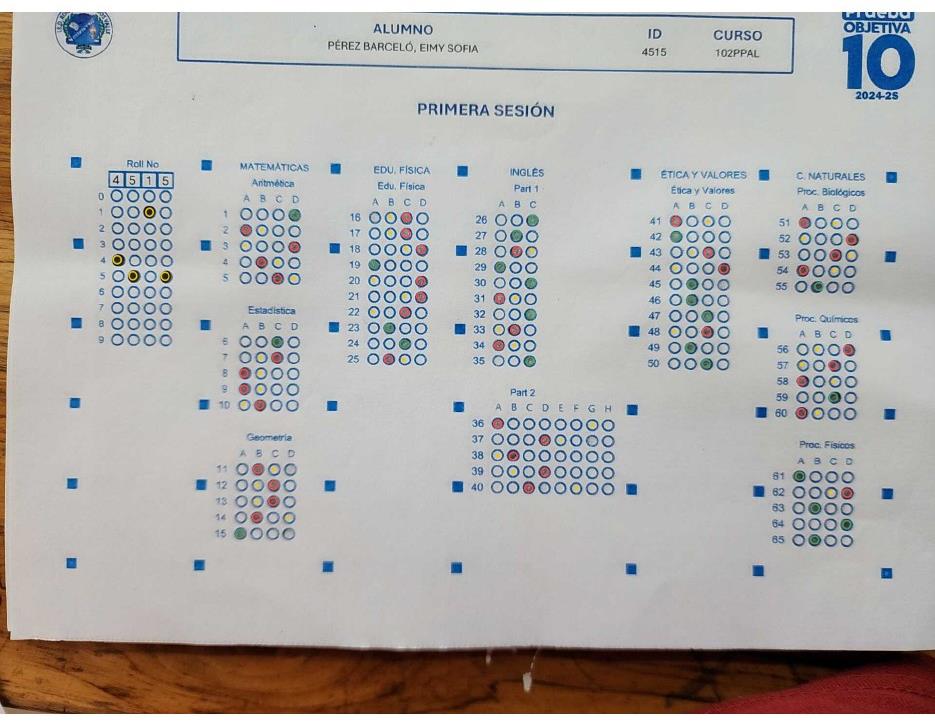 Prueba
OBJETIVA
10
2024-2S
ALUMNO ID CURSO
PÉREZ BARCELÓ, EIMY SOFIA 4515 102PPAL
PRIMERA SESIÓN
Roll No
4 5 1 5
0
1
2
3
4
5
6
7
8
9
MATEMÁTICAS
Aritmética
A B C D
1
2
3
4
5
Estadística
A B C D
6
7
8
9
10
Geometría
A B C D
11
12
13
14
15
EDU. FÍSICA
Edu. Física
A B C D
16
17
18
19
20
21
22
23
24
25
INGLÉS
Part 1
A B C
26
27
28
29
30
31
32
33
34
35
Part 2
A B C D E F G H
36
37
38
39
40
ÉTICA Y VALORES
Ética y Valores
A B C D
41
42
43
44
45
46
47
48
49
50
C. NATURALES
Proc. Biológicos
A B C D
51
52
53
54
55
Proc. Químicos
A B C D
56
57
58
59
60
Proc. Físicos
A B C D
61
62
63
64
65